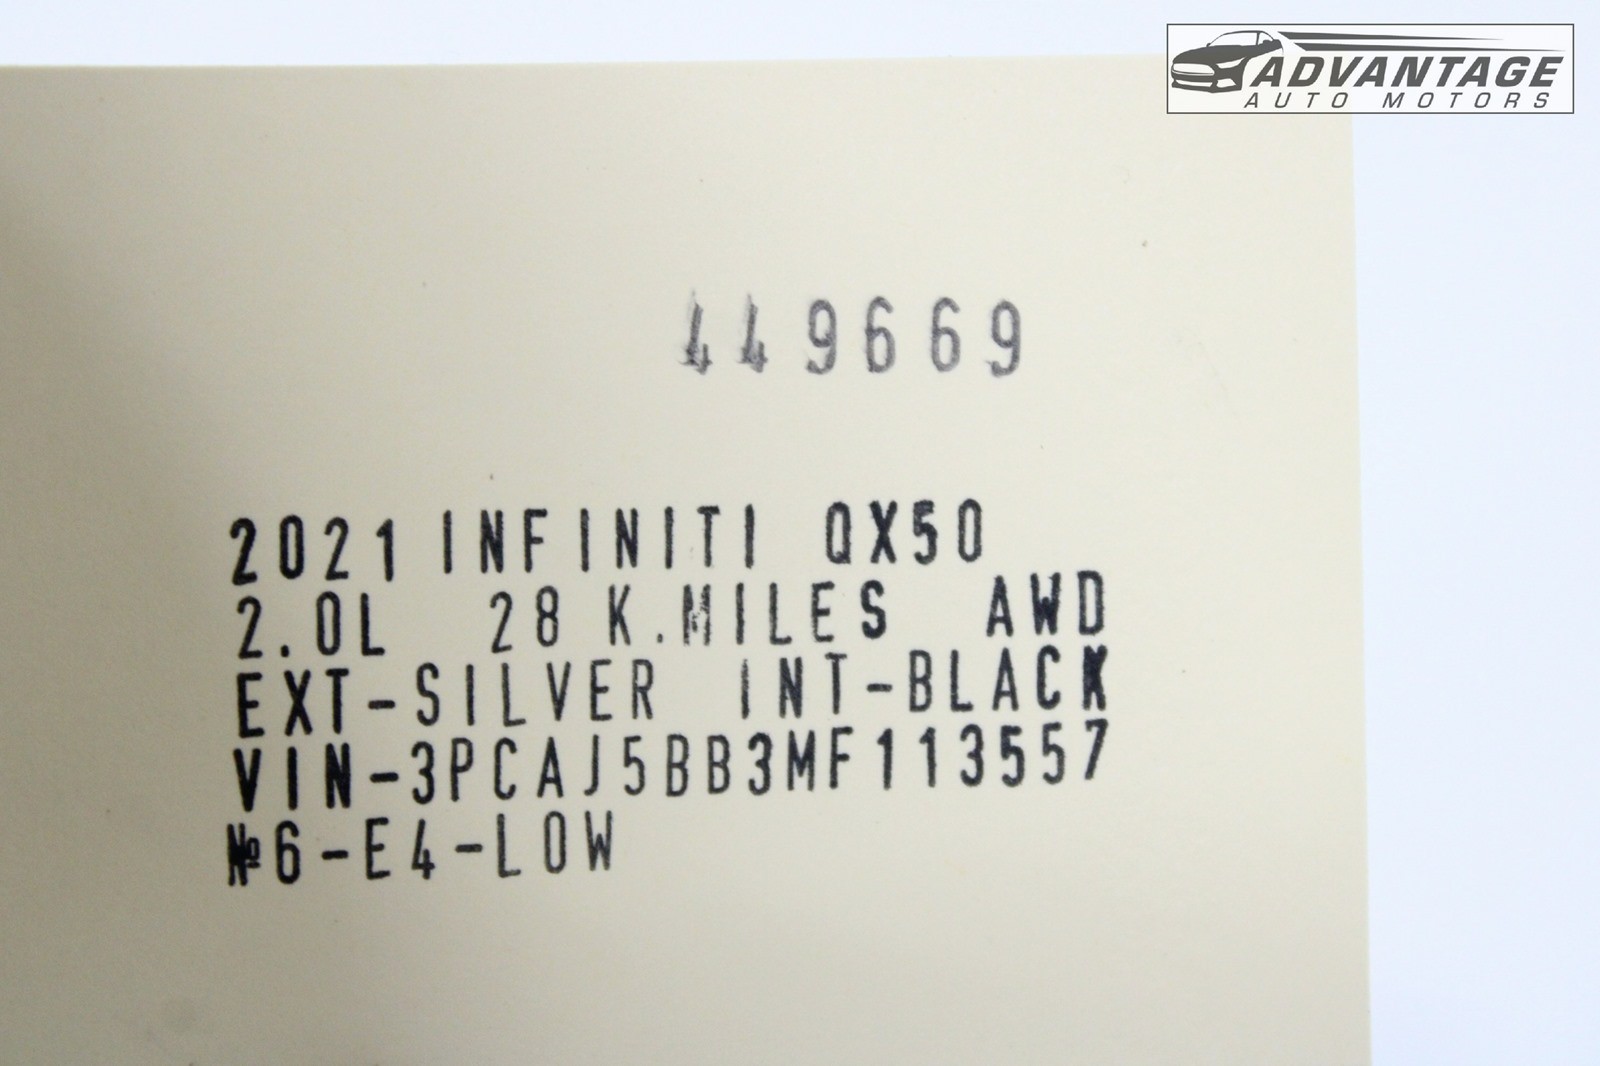 ADVANTAGE
AUTO MOTORS
449669
2021 INFINITI QX50
2.0L 28 K.MILES AWD
EXT-SILVER INT-BLACK
VIN-3PCAJ5BB3MF113557
№6-E4-LOW